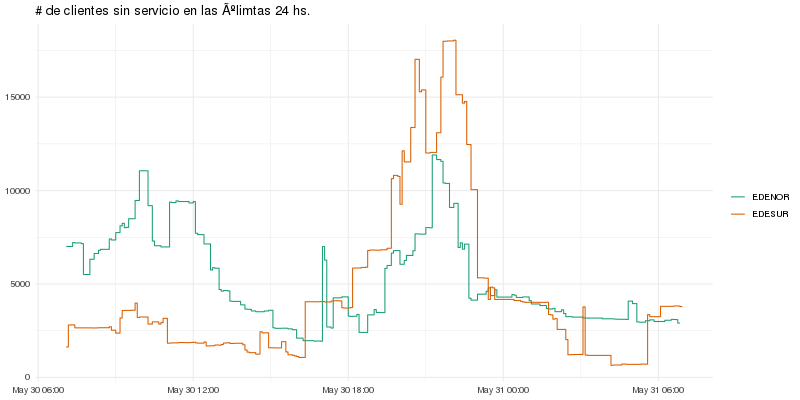 # de clientes sin servicio en las Ãºlimtas 24 hs.
15000
10000
5000
0
May 30 06:00
May 30 12:00
May 30 18:00
May 31 00:00
May 31 06:00
EDENOR
EDESUR